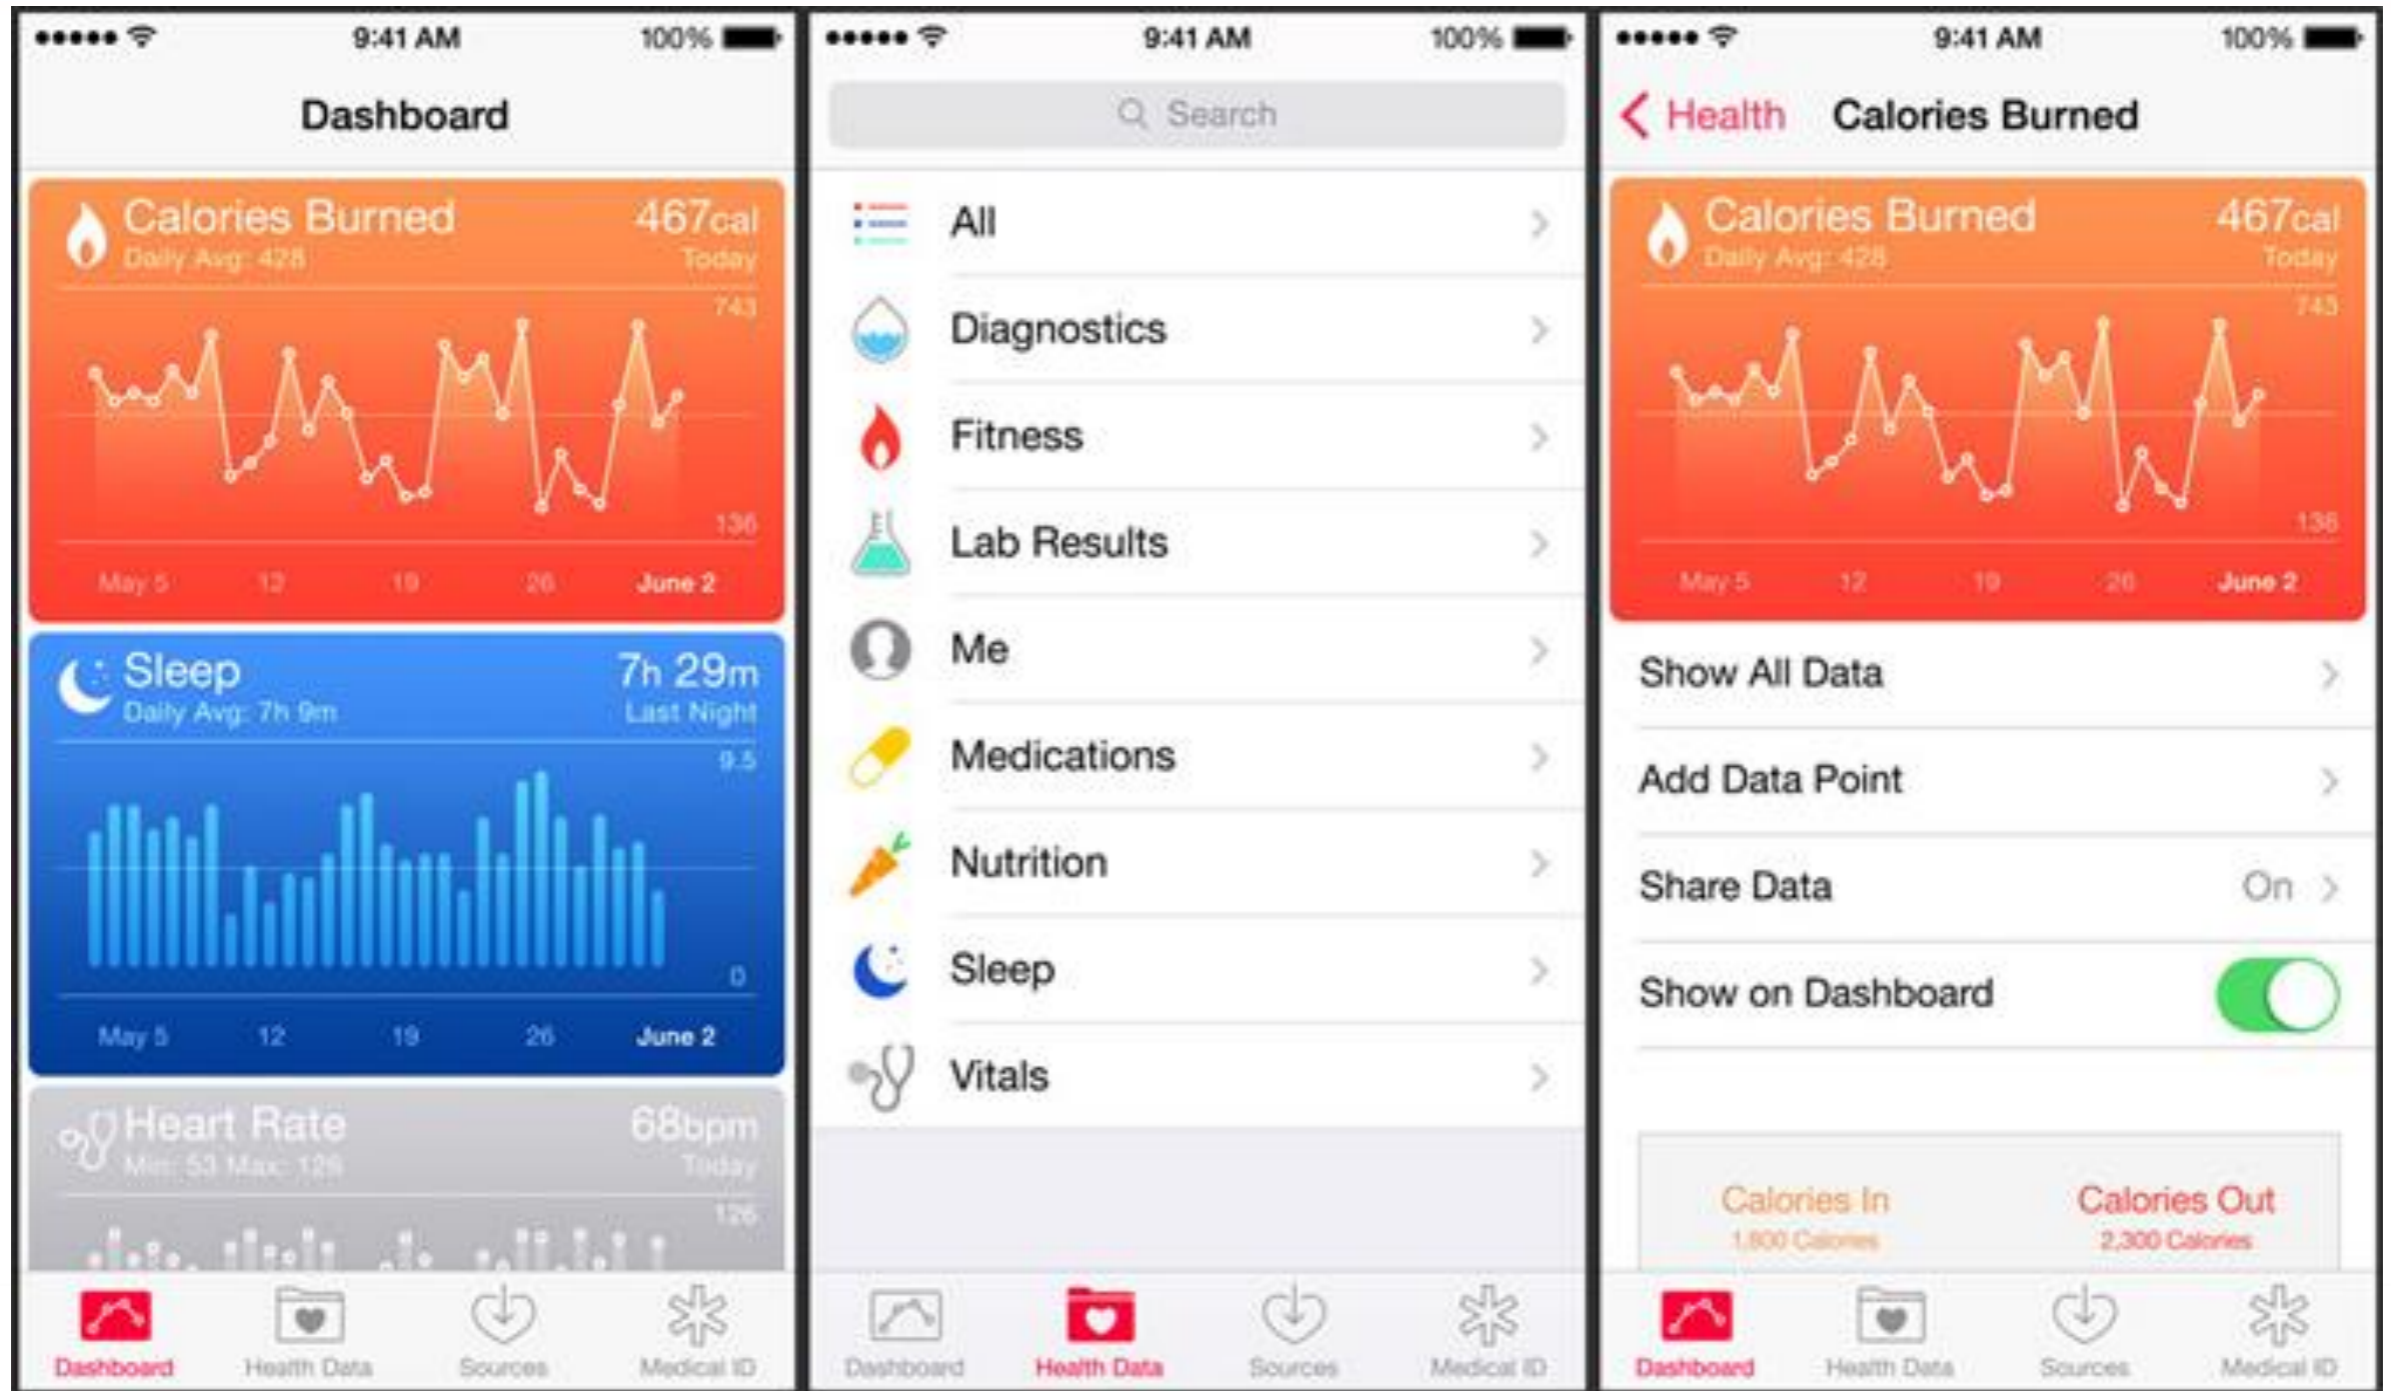 9:41 AM 100%
Dashboard
Calories Burned 467cal
Daily Avg: 428 Today
743
136
May 5 12 19 26 June 2
Sleep 7h 29m
Daily Avg: 7h 9m Last Night
9.5
0
May 5 12 19 26 June 2
Heart Rate 68bpm
Min: 53 Max: 126 Today
126
Dashboard Health Data Sources Medical ID
9:41 AM 100%
Search
All
Diagnostics
Fitness
Lab Results
Me
Medications
Nutrition
Sleep
Vitals
Dashboard Health Data Sources Medical ID
9:41 AM 100%
Health Calories Burned
Calories Burned 467cal
Daily Avg: 428 Today
743
136
May 5 12 19 26 June 2
Show All Data
Add Data Point
Share Data On
Show on Dashboard
Calories In Calories Out
1,800 Calories 2,300 Calories
Dashboard Health Data Sources Medical ID